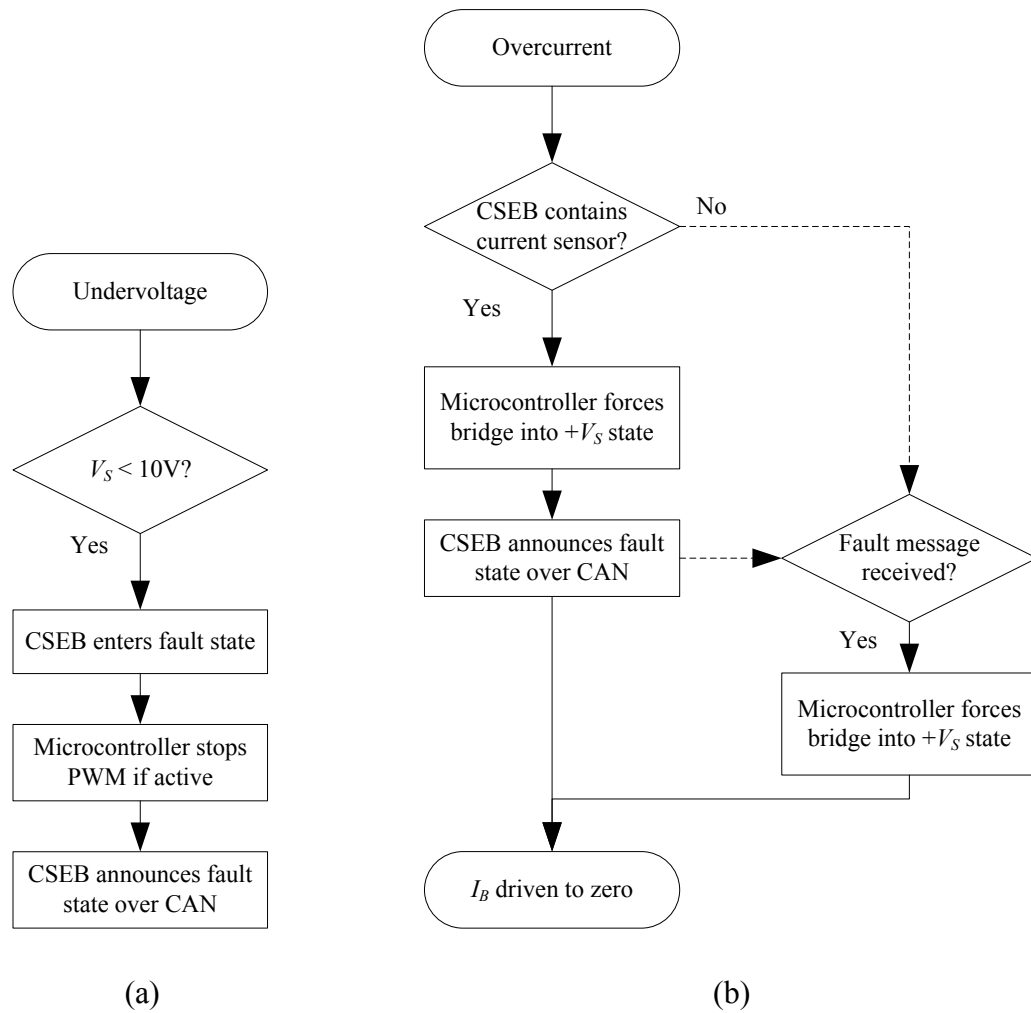 Undervoltage
V_S < 10V?
Yes
CSEB enters fault state
Microcontroller stops
PWM if active
CSEB announces fault
state over CAN
(a)
Overcurrent
CSEB contains
current sensor?
No
Yes
Microcontroller forces
bridge into +V_S state
CSEB announces fault
state over CAN
Fault message
received?
Yes
Microcontroller forces
bridge into +V_S state
I_B driven to zero
(b)